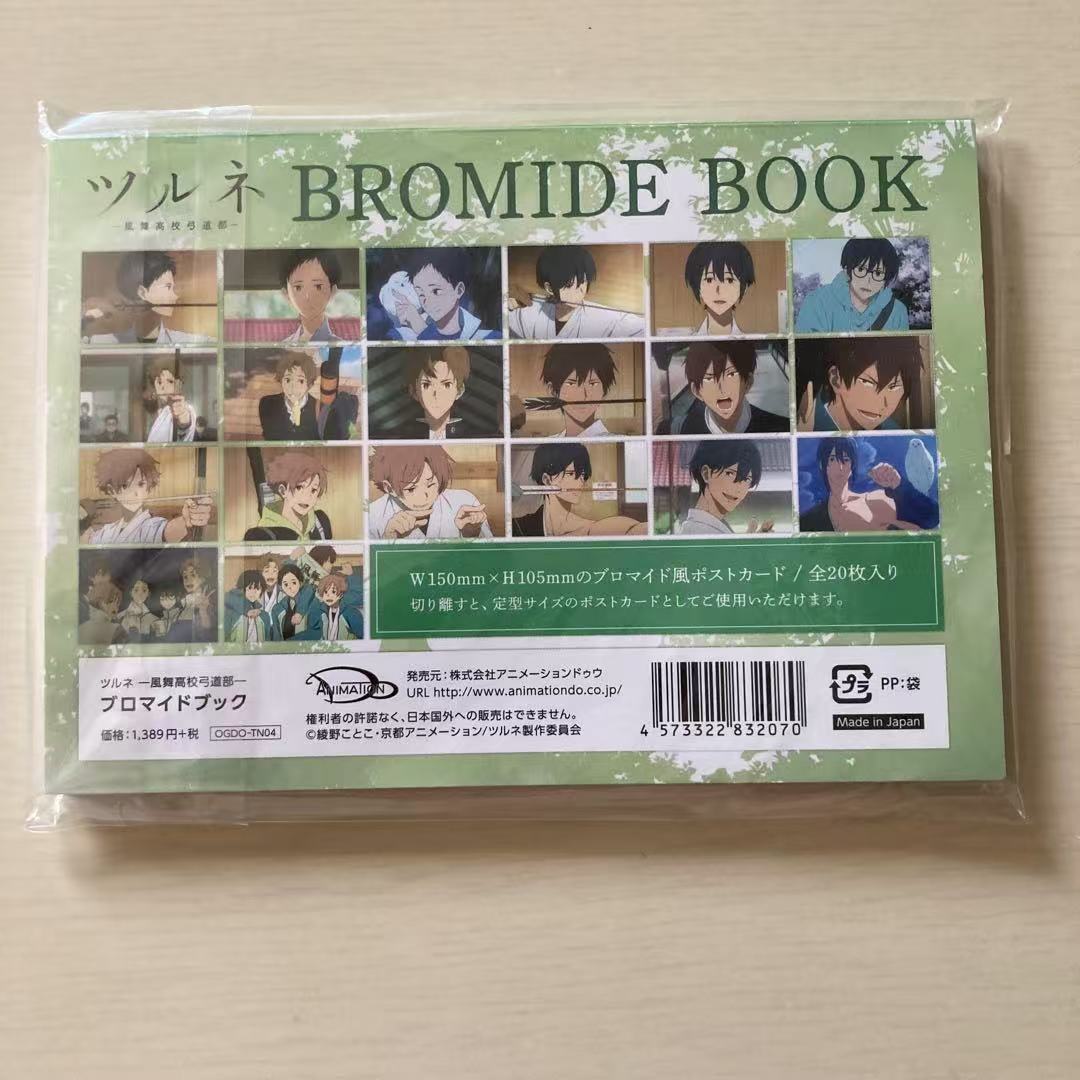 ツルネ BROMIDE BOOK
―風舞高校弓道部―
W150mm×H105mmのブロマイド風ポストカード / 全20枚入り
切り離すと、定型サイズのポストカードとしてご使用いただけます。
ツルネ ―風舞高校弓道部―
ブロマイドブック
価格:1,389円+税 OGDO-TN04
ANIMATION DO
発売元:株式会社アニメーションドゥウ
URL http://www.animationdo.co.jp/
権利者の許諾なく、日本国外への販売はできません。
©綾野ことこ・京都アニメーション/ツルネ製作委員会
4 573322 832070
プラ PP:袋
Made in Japan